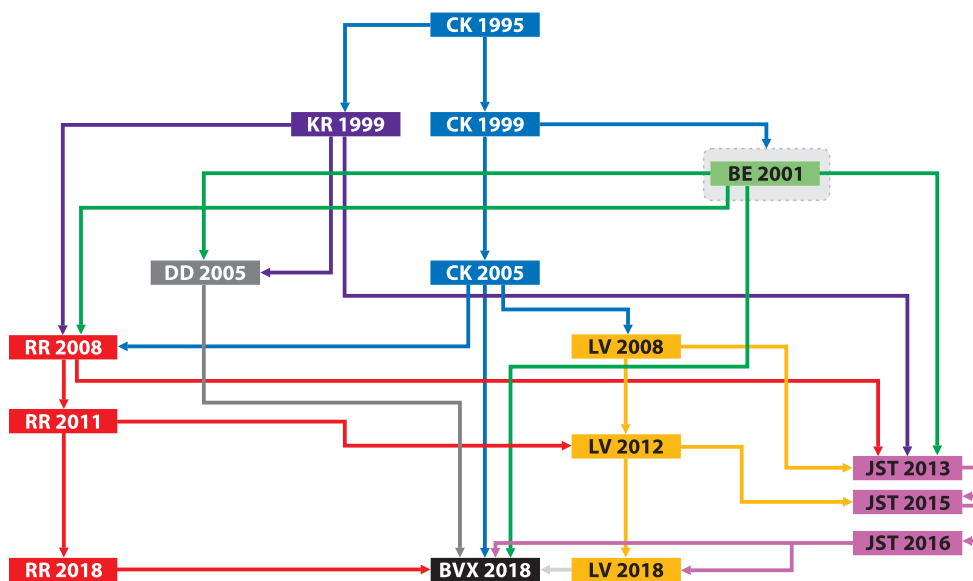 CK 1995
KR 1999
CK 1999
BE 2001
DD 2005
CK 2005
RR 2008
LV 2008
RR 2011
LV 2012
JST 2013
JST 2015
JST 2016
RR 2018
BVX 2018
LV 2018